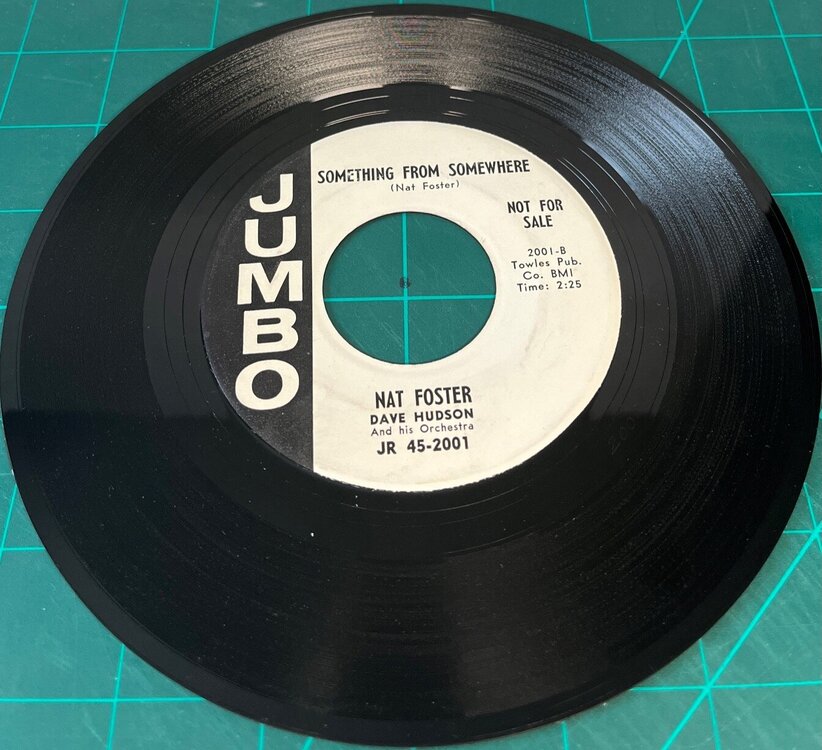 JUMBO
SOMETHING FROM SOMEWHERE
(Nat Foster)
NOT FOR
SALE
2001-B
Towles Pub.
Co. BMI
Time: 2:25
NAT FOSTER
DAVE HUDSON
And his Orchestra
JR 45-2001